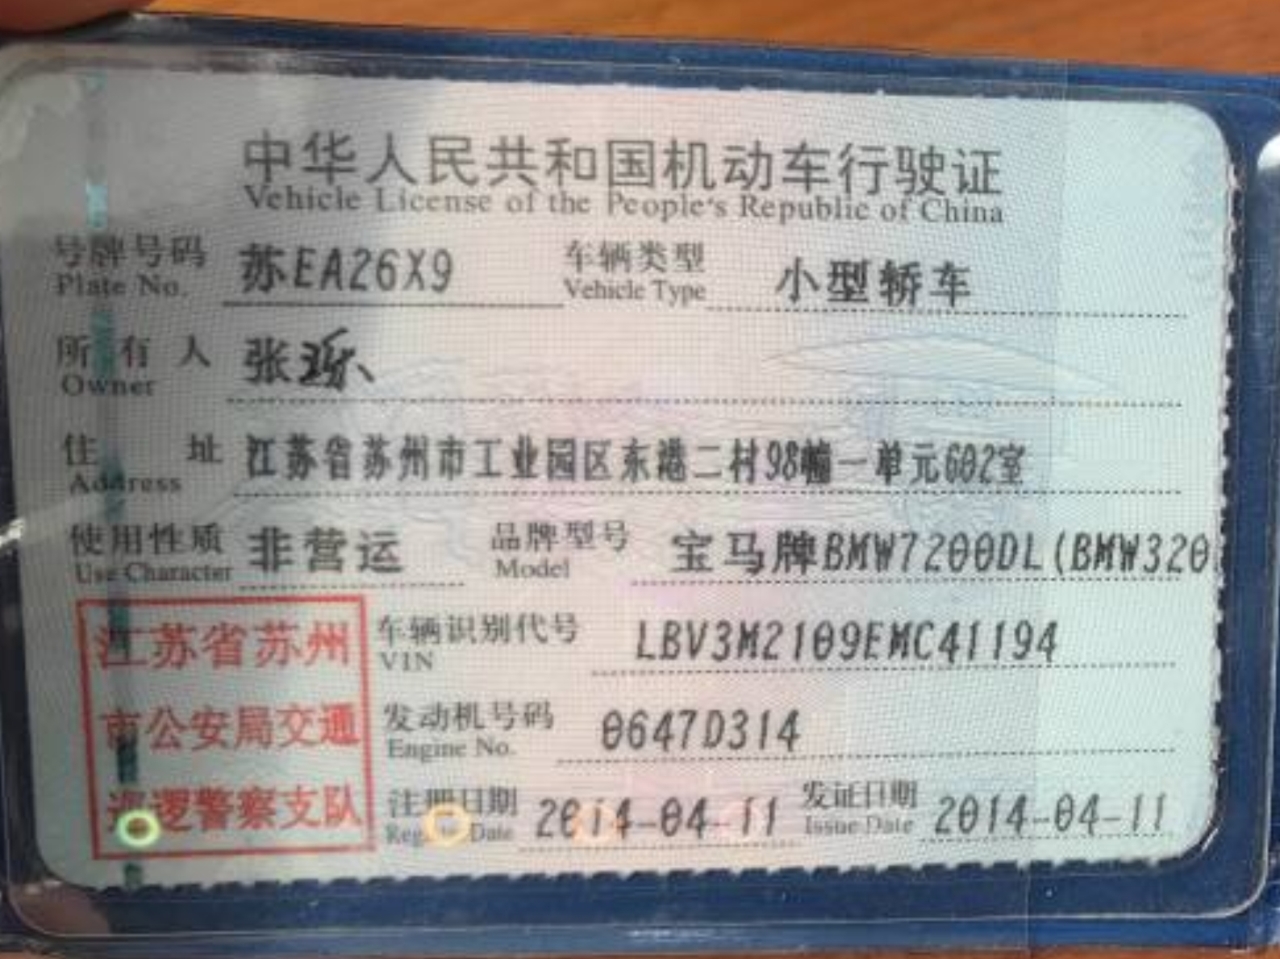 中华人民共和国机动车行驶证
Vehicle License of the People's Republic of China
号牌号码 苏EA26X9 车辆类型 小型轿车
Plate No. Vehicle Type
所有人 张
Owner
住址 江苏省苏州市工业园区东港二村98幢一单元602室
Address
使用性质 非营运 品牌型号 宝马牌BMW7200DL(BMW320
Use Character Model
江苏省苏州
市公安局交通
巡逻警察支队
车辆识别代号 LBV3M2109EMC41194
VIN
发动机号码 0647D314
Engine No.
注册日期 2014-04-11 发证日期 2014-04-11
Register Date Issue Date